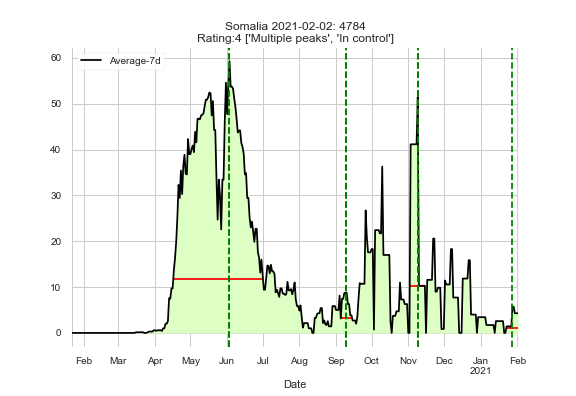 Somalia 2021-02-02: 4784
Rating:4 ['Multiple peaks', 'In control']
60
Average-7d
50
40
30
20
10
0
Feb Mar Apr May Jun Jul Aug Sep Oct Nov Dec Jan Feb
2021
Date